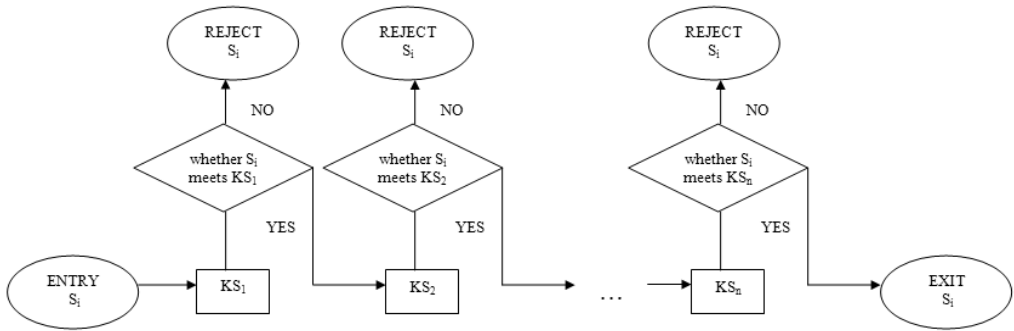 REJECT
Sᵢ
REJECT
Sᵢ
REJECT
Sᵢ
NO
NO
NO
whether Sᵢ
meets KS₁
whether Sᵢ
meets KS₂
whether Sᵢ
meets KSₙ
YES
YES
YES
ENTRY
Sᵢ
KS₁
KS₂
...
KSₙ
EXIT
Sᵢ